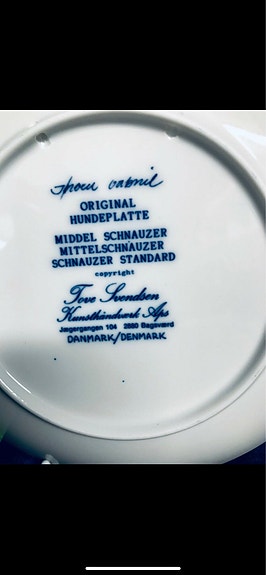 ORIGINAL
HUNDEPLATTE
MIDDEL SCHNAUZER
MITTELSCHNAUZER
SCHNAUZER STANDARD
copyright
Tove Svendsen
Kunsthåndværk Aps
Jægergangen 104 2880 Bagsværd
DANMARK/DENMARK